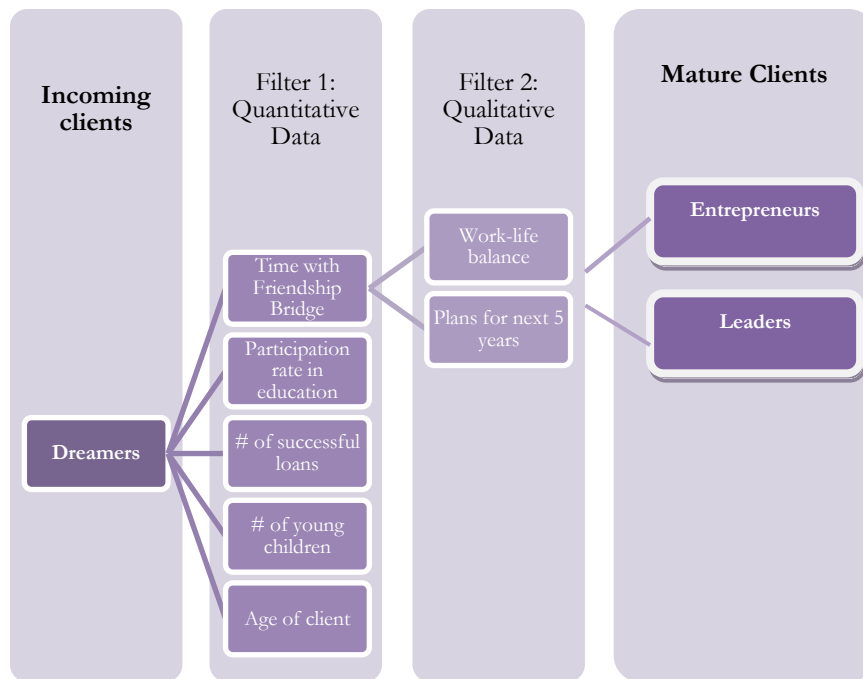 Incoming
clients
Filter 1:
Quantitative
Data
Filter 2:
Qualitative
Data
Mature Clients
Dreamers
Time with
Friendship
Bridge
Participation
rate in
education
# of successful
loans
# of young
children
Age of client
Work-life
balance
Plans for next 5
years
Entrepreneurs
Leaders